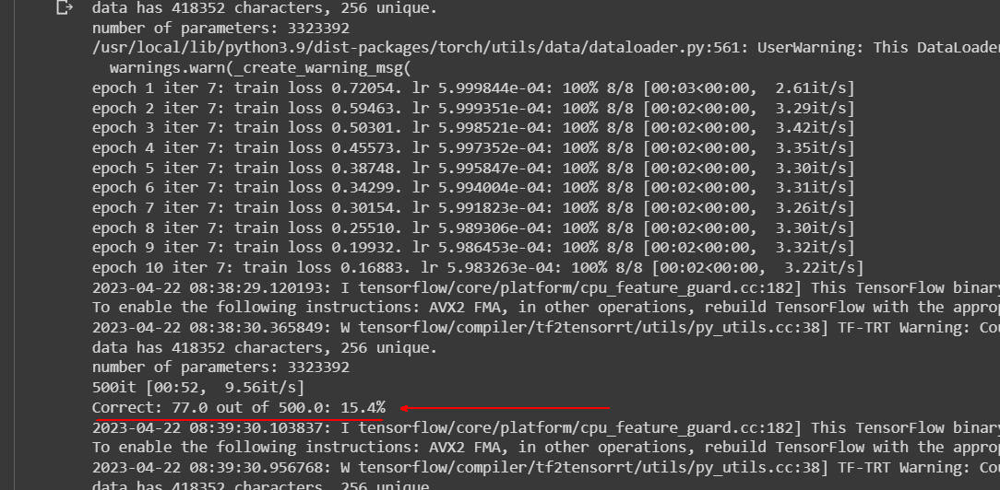 data has 418352 characters, 256 unique.
number of parameters: 3323392
/usr/local/lib/python3.9/dist-packages/torch/utils/data/dataloader.py:561: UserWarning: This DataLoade
warnings.warn(_create_warning_msg(
epoch 1 iter 7: train loss 0.72054. lr 5.999844e-04: 100% 8/8 [00:03<00:00,  2.61it/s]
epoch 2 iter 7: train loss 0.59463. lr 5.999351e-04: 100% 8/8 [00:02<00:00,  3.29it/s]
epoch 3 iter 7: train loss 0.50301. lr 5.998521e-04: 100% 8/8 [00:02<00:00,  3.42it/s]
epoch 4 iter 7: train loss 0.45573. lr 5.997352e-04: 100% 8/8 [00:02<00:00,  3.35it/s]
epoch 5 iter 7: train loss 0.38748. lr 5.995847e-04: 100% 8/8 [00:02<00:00,  3.30it/s]
epoch 6 iter 7: train loss 0.34299. lr 5.994004e-04: 100% 8/8 [00:02<00:00,  3.31it/s]
epoch 7 iter 7: train loss 0.30154. lr 5.991823e-04: 100% 8/8 [00:02<00:00,  3.26it/s]
epoch 8 iter 7: train loss 0.25510. lr 5.989306e-04: 100% 8/8 [00:02<00:00,  3.30it/s]
epoch 9 iter 7: train loss 0.19932. lr 5.986453e-04: 100% 8/8 [00:02<00:00,  3.32it/s]
epoch 10 iter 7: train loss 0.16883. lr 5.983263e-04: 100% 8/8 [00:02<00:00,  3.22it/s]
2023-04-22 08:38:29.120193: I tensorflow/core/platform/cpu_feature_guard.cc:182] This TensorFlow binary
To enable the following instructions: AVX2 FMA, in other operations, rebuild TensorFlow with the approp
2023-04-22 08:38:30.365849: W tensorflow/compiler/tf2tensorrt/utils/py_utils.cc:38] TF-TRT Warning: Cou
data has 418352 characters, 256 unique.
number of parameters: 3323392
500it [00:52,  9.56it/s]
Correct: 77.0 out of 500.0: 15.4%
2023-04-22 08:39:30.103837: I tensorflow/core/platform/cpu_feature_guard.cc:182] This TensorFlow binary
To enable the following instructions: AVX2 FMA, in other operations, rebuild TensorFlow with the approp
2023-04-22 08:39:30.956768: W tensorflow/compiler/tf2tensorrt/utils/py_utils.cc:38] TF-TRT Warning: Cou
data has 418352 characters, 256 unique.